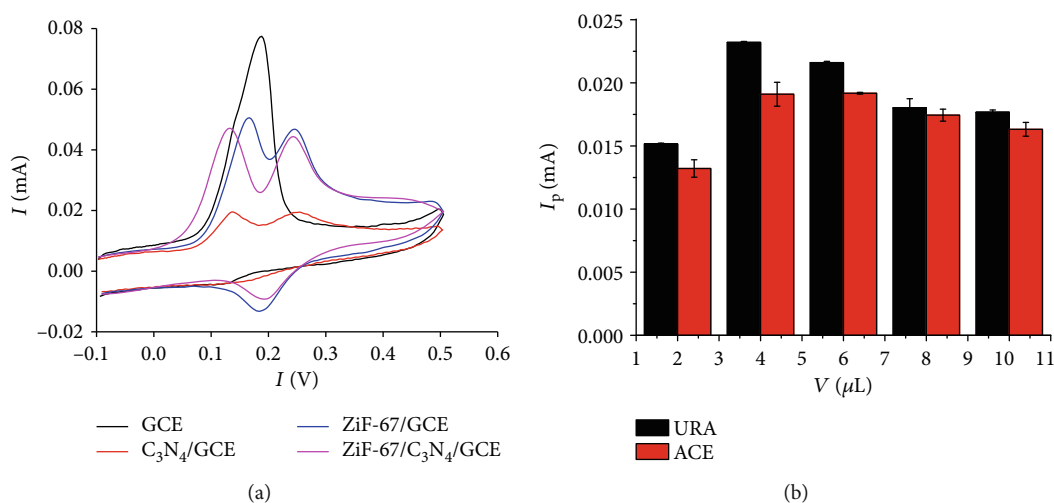 0.08
0.06
0.04
0.02
0.00
−0.02
I (mA)
−0.1 0.0 0.1 0.2 0.3 0.4 0.5 0.6
I (V)
GCE
C₃N₄/GCE
ZiF-67/GCE
ZiF-67/C₃N₄/GCE
(a)
0.025
0.020
0.015
0.010
0.005
0.000
Iₚ (mA)
1 2 3 4 5 6 7 8 9 10 11
V (μL)
URA
ACE
(b)